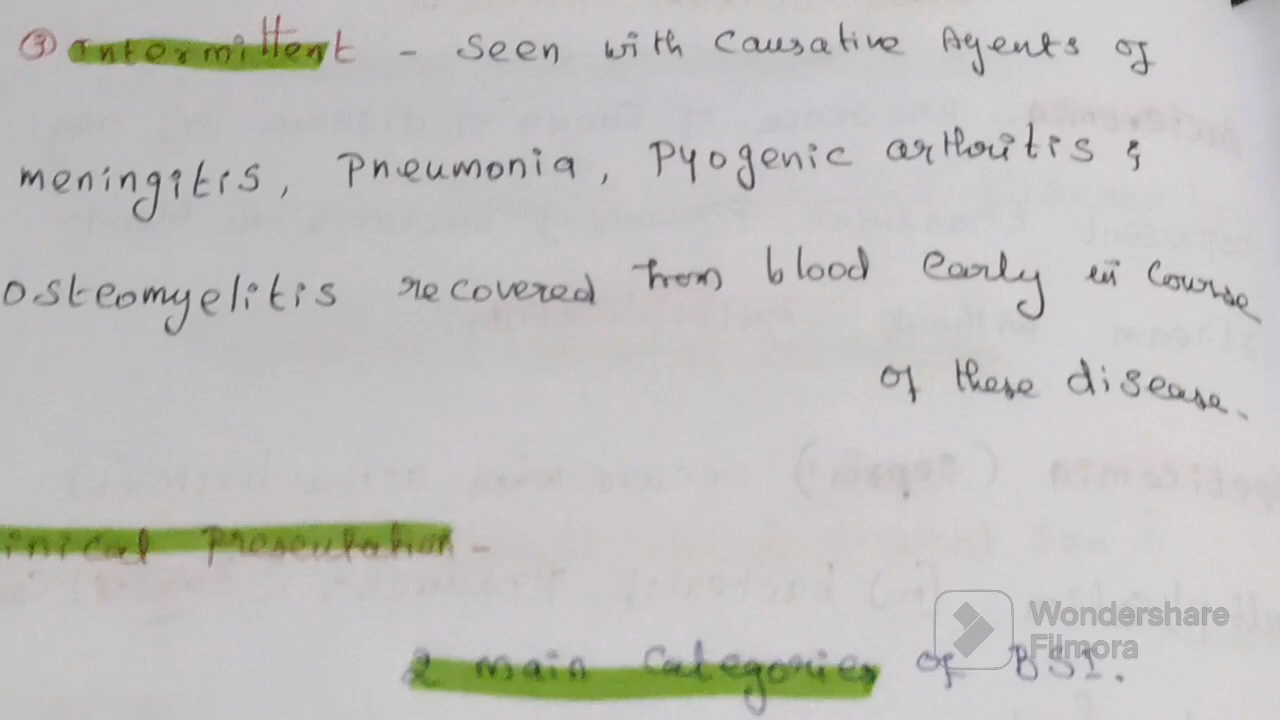 ③ Intermittent - Seen with Causative Agents of
meningitis, Pneumonia, Pyogenic arthritis &
osteomyelitis recovered from blood early in Course
of these disease.
inical Presentation -
2 main Categories of BSI.
Wondershare
Filmora